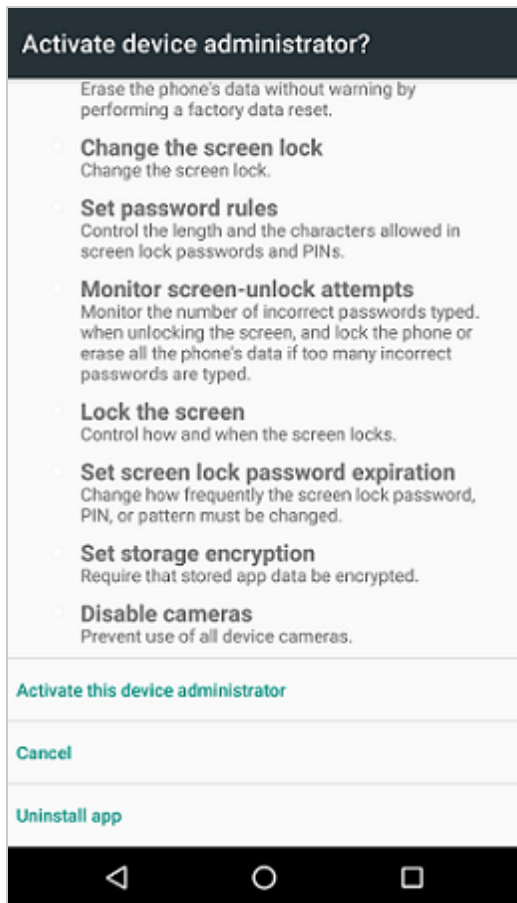 Activate device administrator?
Erase the phone's data without warning by
performing a factory data reset.
Change the screen lock
Change the screen lock.
Set password rules
Control the length and the characters allowed in
screen lock passwords and PINs.
Monitor screen-unlock attempts
Monitor the number of incorrect passwords typed.
when unlocking the screen, and lock the phone or
erase all the phone's data if too many incorrect
passwords are typed.
Lock the screen
Control how and when the screen locks.
Set screen lock password expiration
Change how frequently the screen lock password,
PIN, or pattern must be changed.
Set storage encryption
Require that stored app data be encrypted.
Disable cameras
Prevent use of all device cameras.
Activate this device administrator
Cancel
Uninstall app